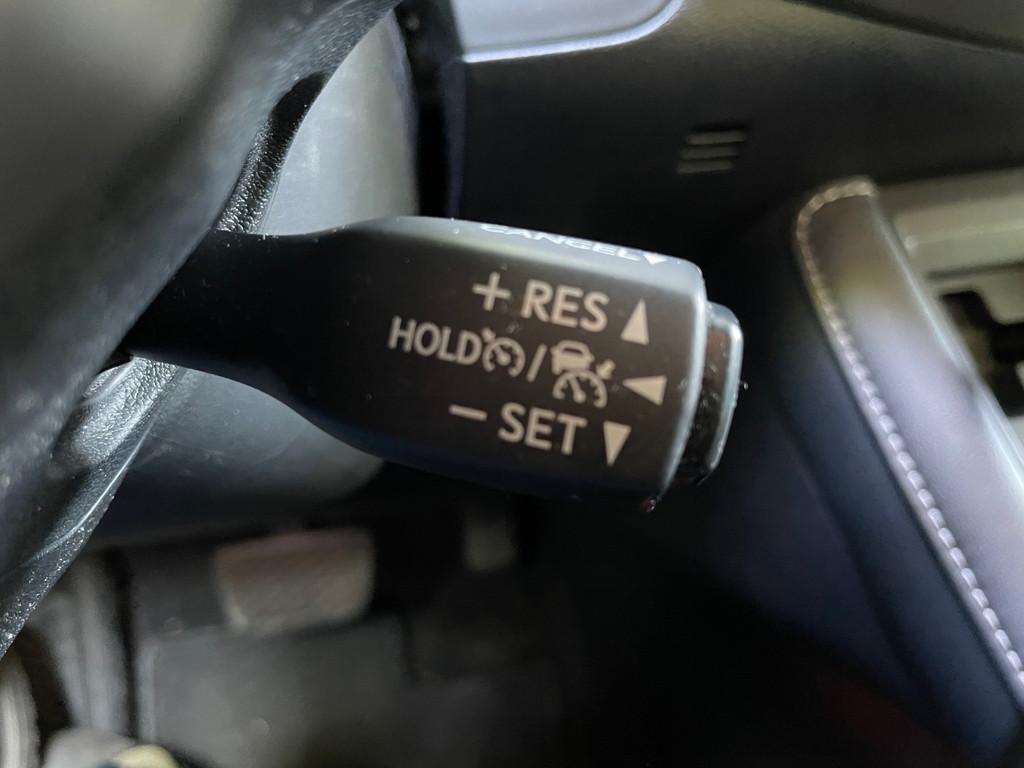 CANCEL
+ RES
HOLD /
- SET